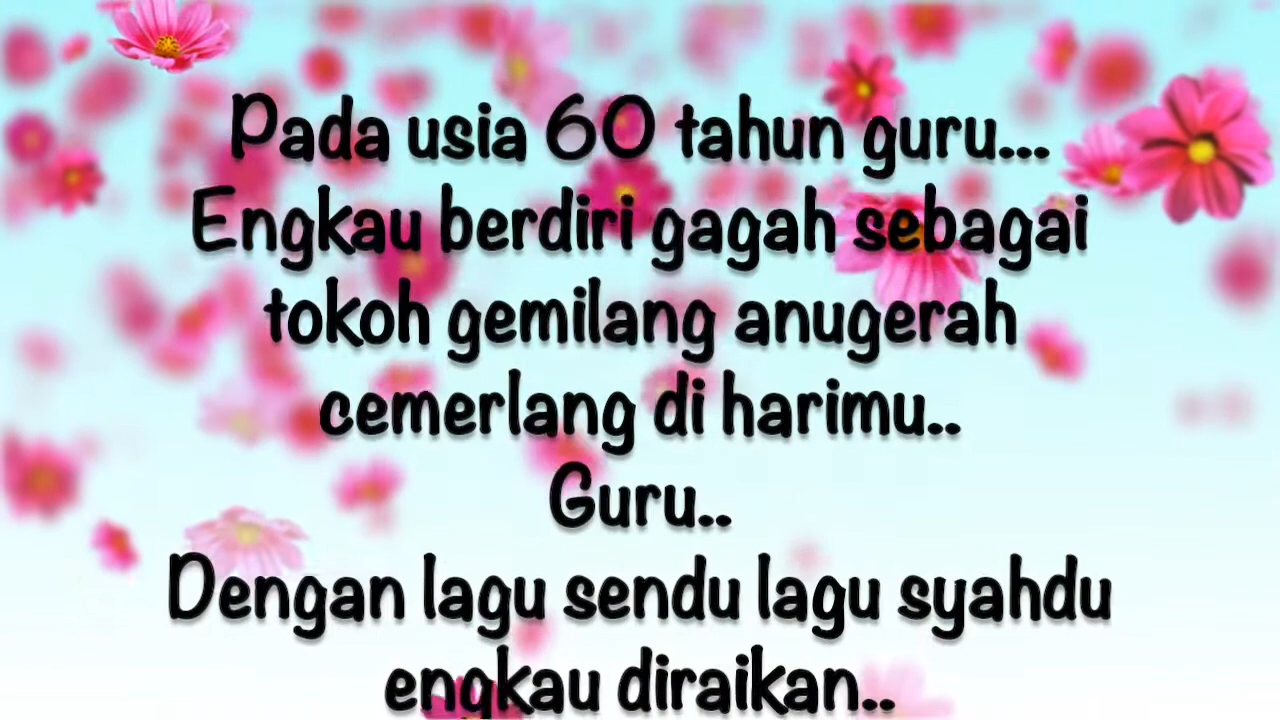 Pada usia 60 tahun guru...
Engkau berdiri gagah sebagai
tokoh gemilang anugerah
cemerlang di harimu..
Guru..
Dengan lagu sendu lagu syahdu
engkau diraikan..